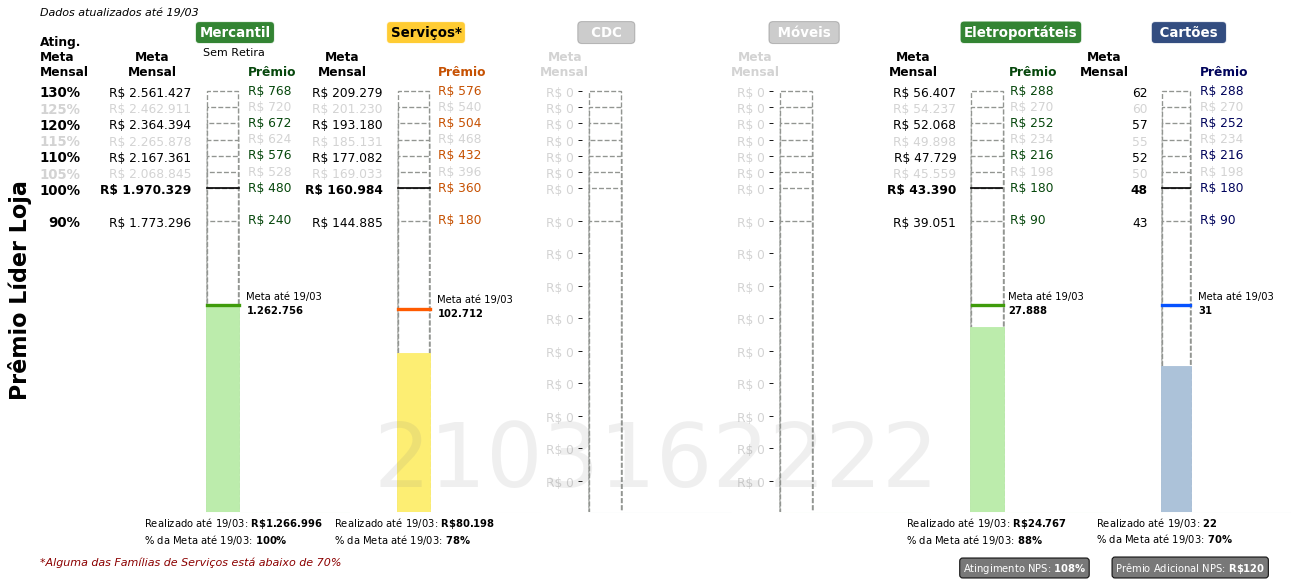 Dados atualizados até 19/03
Mercantil Serviços* CDC Móveis Eletroportáteis Cartões
Sem Retira
Ating. Meta Mensal Meta Mensal Prêmio Meta Mensal Prêmio Meta Mensal Meta Mensal Meta Mensal Prêmio Meta Mensal Prêmio
130% R$ 2.561.427 R$ 768 R$ 209.279 R$ 576 R$ 0 R$ 0 R$ 56.407 R$ 288 62 R$ 288
125% R$ 2.462.911 R$ 720 R$ 201.230 R$ 540 R$ 0 R$ 0 R$ 54.237 R$ 270 60 R$ 270
120% R$ 2.364.394 R$ 672 R$ 193.180 R$ 504 R$ 0 R$ 0 R$ 52.068 R$ 252 57 R$ 252
115% R$ 2.265.878 R$ 624 R$ 185.131 R$ 468 R$ 0 R$ 0 R$ 49.898 R$ 234 55 R$ 234
110% R$ 2.167.361 R$ 576 R$ 177.082 R$ 432 R$ 0 R$ 0 R$ 47.729 R$ 216 52 R$ 216
105% R$ 2.068.845 R$ 528 R$ 169.033 R$ 396 R$ 0 R$ 0 R$ 45.559 R$ 198 50 R$ 198
100% R$ 1.970.329 R$ 480 R$ 160.984 R$ 360 R$ 0 R$ 0 R$ 43.390 R$ 180 48 R$ 180
90% R$ 1.773.296 R$ 240 R$ 144.885 R$ 180 R$ 0 R$ 0 R$ 39.051 R$ 90 43 R$ 90
R$ 0 R$ 0
R$ 0 R$ 0
Meta até 19/03 Meta até 19/03 Meta até 19/03 Meta até 19/03
1.262.756 102.712 27.888 31
R$ 0 R$ 0
R$ 0 R$ 0
R$ 0 R$ 0
R$ 0 R$ 0
R$ 0 R$ 0
R$ 0 R$ 0
Prêmio Líder Loja
2103162222
Realizado até 19/03: R$1.266.996 Realizado até 19/03: R$80.198 Realizado até 19/03: R$24.767 Realizado até 19/03: 22
% da Meta até 19/03: 100% % da Meta até 19/03: 78% % da Meta até 19/03: 88% % da Meta até 19/03: 70%
*Alguma das Famílias de Serviços está abaixo de 70% Atingimento NPS: 108% Prêmio Adicional NPS: R$120